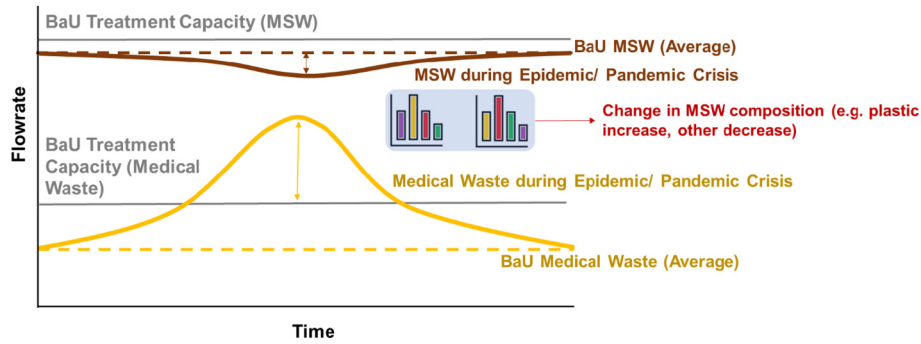 BaU Treatment Capacity (MSW)
BaU MSW (Average)
MSW during Epidemic/ Pandemic Crisis
Change in MSW composition (e.g. plastic
increase, other decrease)
Flowrate
BaU Treatment
Capacity (Medical
Waste)
Medical Waste during Epidemic/ Pandemic Crisis
BaU Medical Waste (Average)
Time